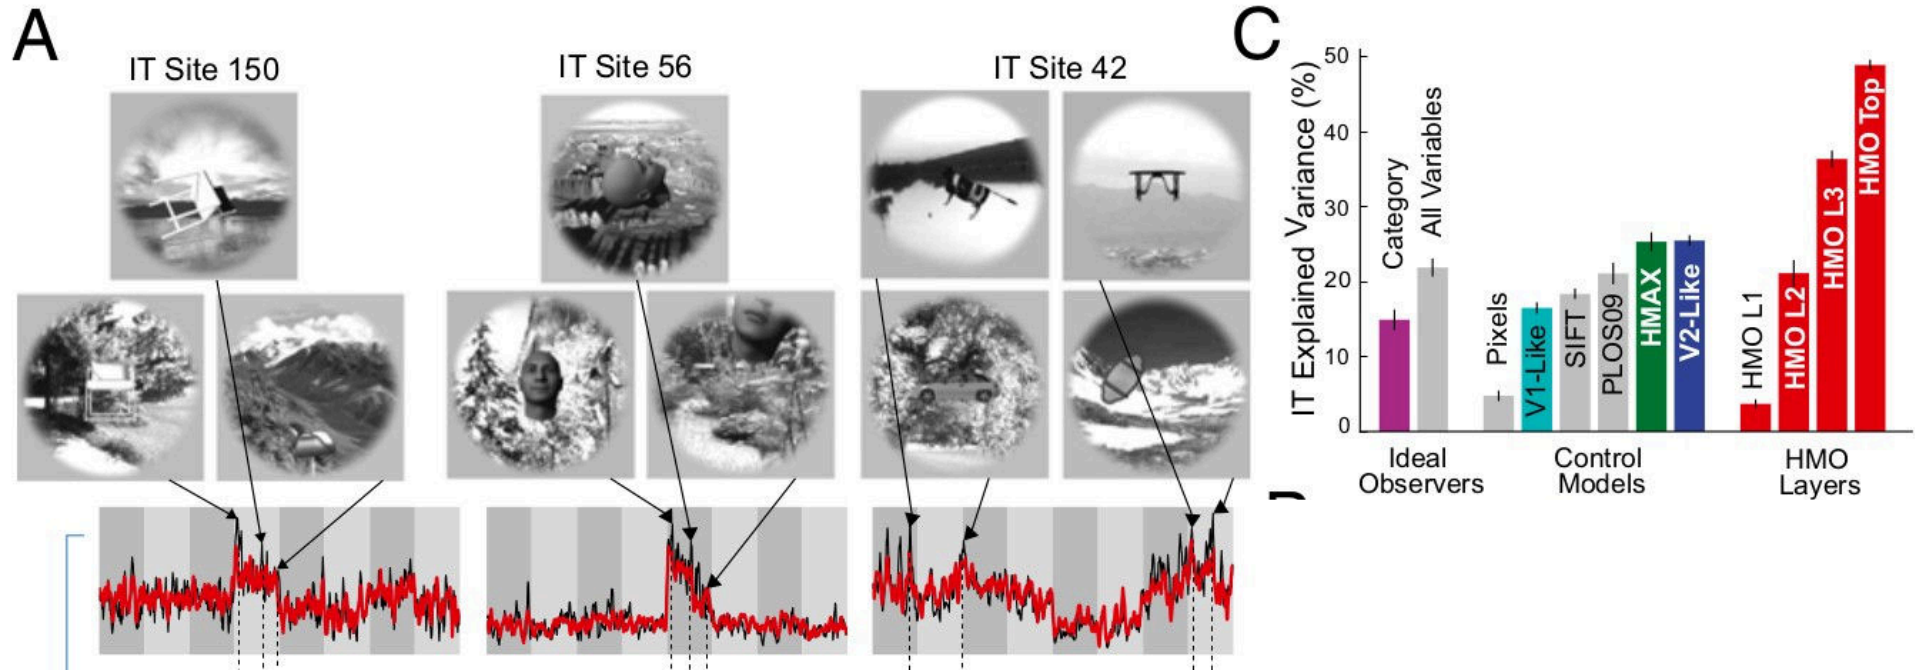 A
IT Site 150
IT Site 56
IT Site 42
C
IT Explained Variance (%)
50
40
30
20
10
0
Category
All Variables
Pixels
V1-Like
SIFT
PLOS09
HMAX
V2-Like
HMO L1
HMO L2
HMO L3
HMO Top
Ideal
Observers
Control
Models
HMO
Layers